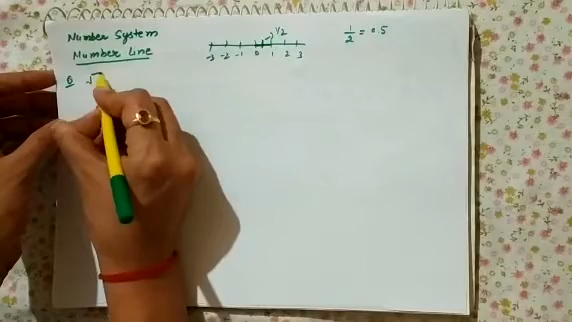 Number System
Number Line
1/2
-3 -2 -1 0 1 2 3
1/2 = 0.5
Q √